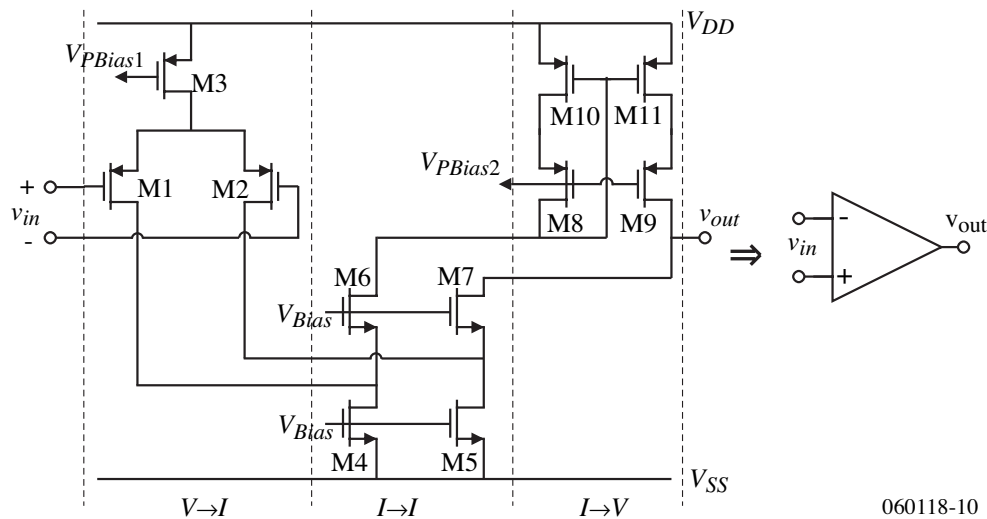 V_DD
V_PBias1
M3
M10
M11
+
v_in
-
M1
M2
V_PBias2
M8
M9
v_out
⇒
v_in
-
+
v_out
M6
M7
V_Bias
V_Bias
M4
M5
V_SS
V→I
I→I
I→V
060118-10